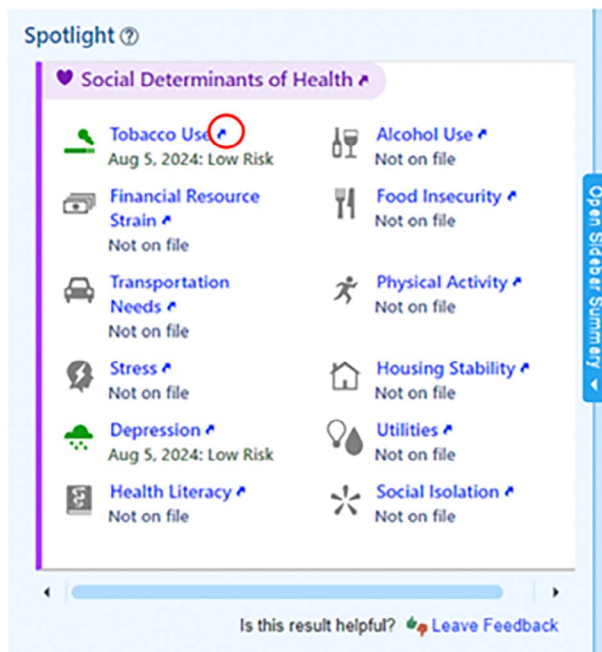 Spotlight ?
Social Determinants of Health
Tobacco Use
Aug 5, 2024: Low Risk
Alcohol Use
Not on file
Financial Resource
Strain
Not on file
Food Insecurity
Not on file
Transportation
Needs
Not on file
Physical Activity
Not on file
Stress
Not on file
Housing Stability
Not on file
Depression
Aug 5, 2024: Low Risk
Utilities
Not on file
Health Literacy
Not on file
Social Isolation
Not on file
Is this result helpful? Leave Feedback
Open Sidebar Summary